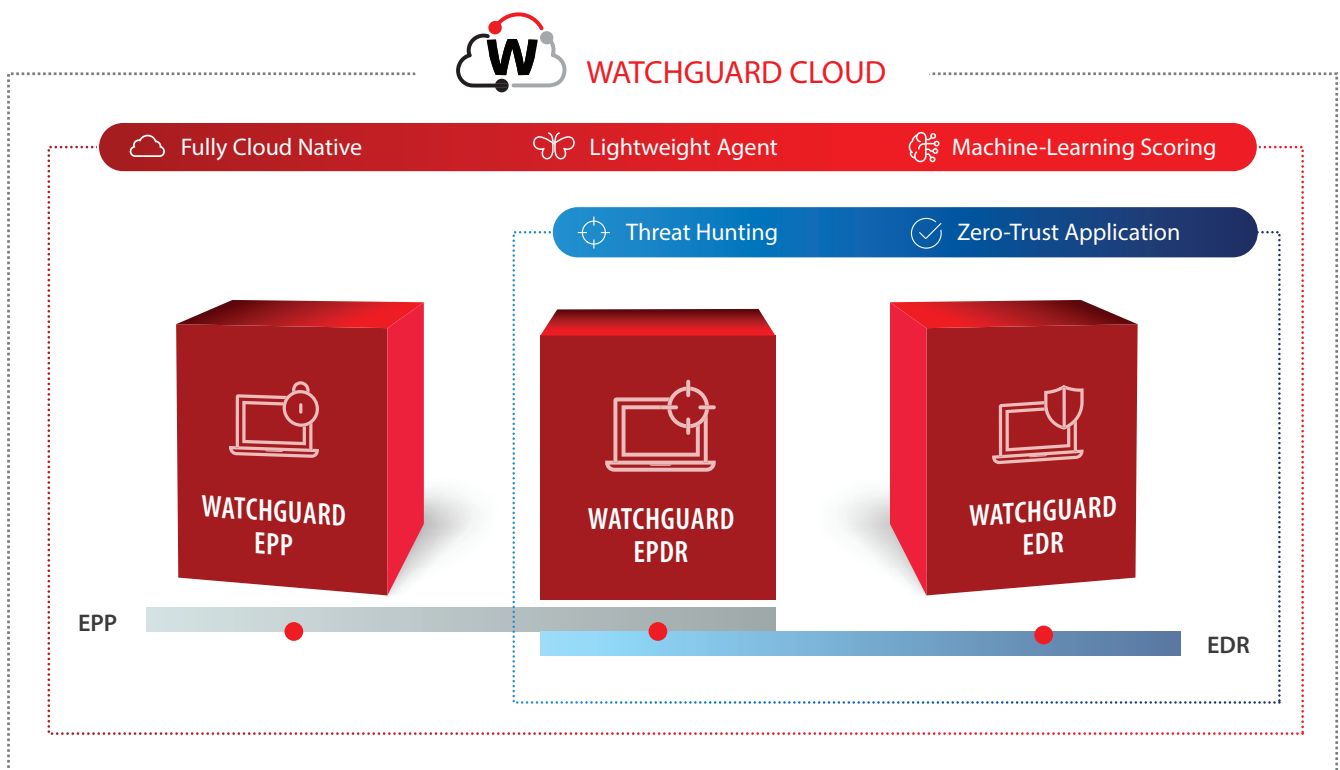 W
WATCHGUARD CLOUD
Fully Cloud Native
Lightweight Agent
Machine-Learning Scoring
Threat Hunting
Zero-Trust Application
WATCHGUARD
EPP
WATCHGUARD
EPDR
WATCHGUARD
EDR
EPP
EDR